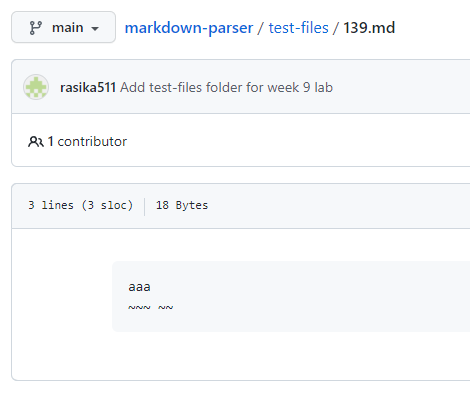 main markdown-parser / test-files / 139.md
rasika511 Add test-files folder for week 9 lab
1 contributor
3 lines (3 sloc) 18 Bytes
aaa
~~~ ~~